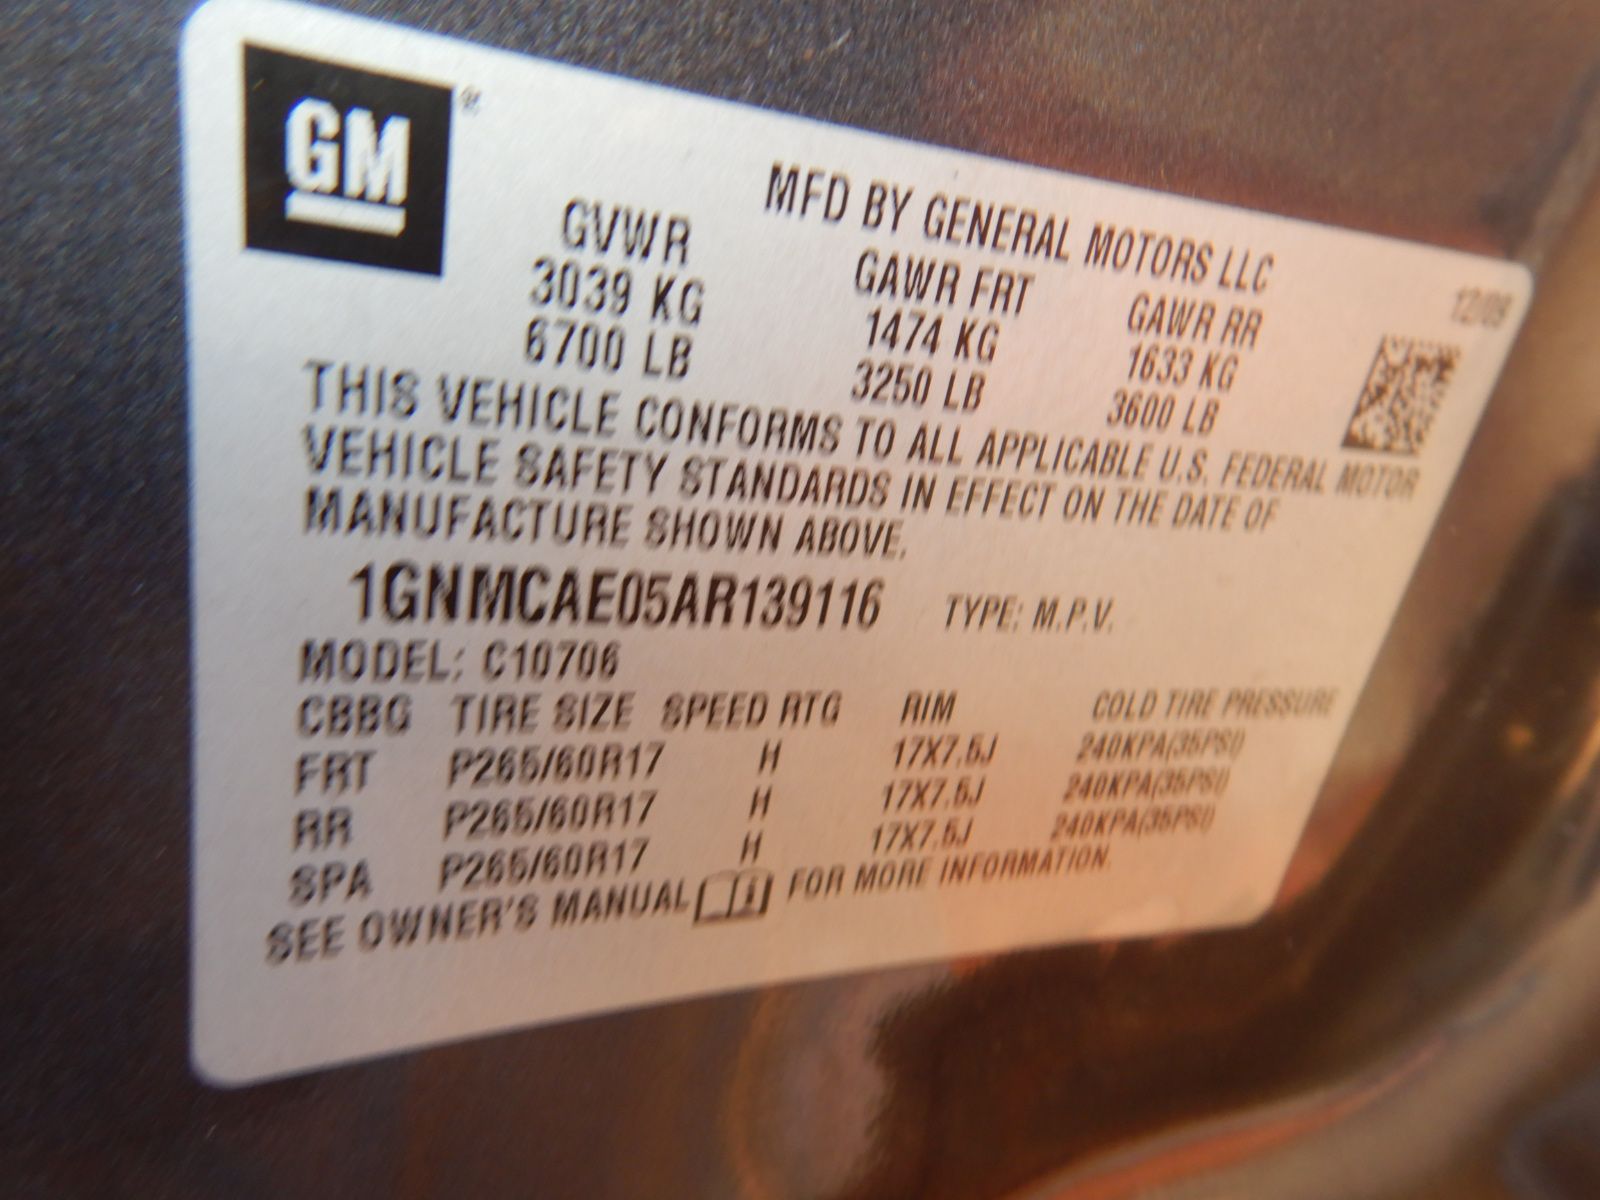 GM ®
MFD BY GENERAL MOTORS LLC
GVWR GAWR FRT GAWR RR 12/09
3039 KG 1474 KG 1633 KG
6700 LB 3250 LB 3600 LB
THIS VEHICLE CONFORMS TO ALL APPLICABLE U.S. FEDERAL MOTOR
VEHICLE SAFETY STANDARDS IN EFFECT ON THE DATE OF
MANUFACTURE SHOWN ABOVE.
1GNMCAE05AR139116 TYPE: M.P.V.
MODEL: C10706
CBBG TIRE SIZE SPEED RTG RIM COLD TIRE PRESSURE
FRT P265/60R17 H 17X7.5J 240KPA(35PSI)
RR P265/60R17 H 17X7.5J 240KPA(35PSI)
SPA P265/60R17 H 17X7.5J 240KPA(35PSI)
SEE OWNER'S MANUAL FOR MORE INFORMATION.